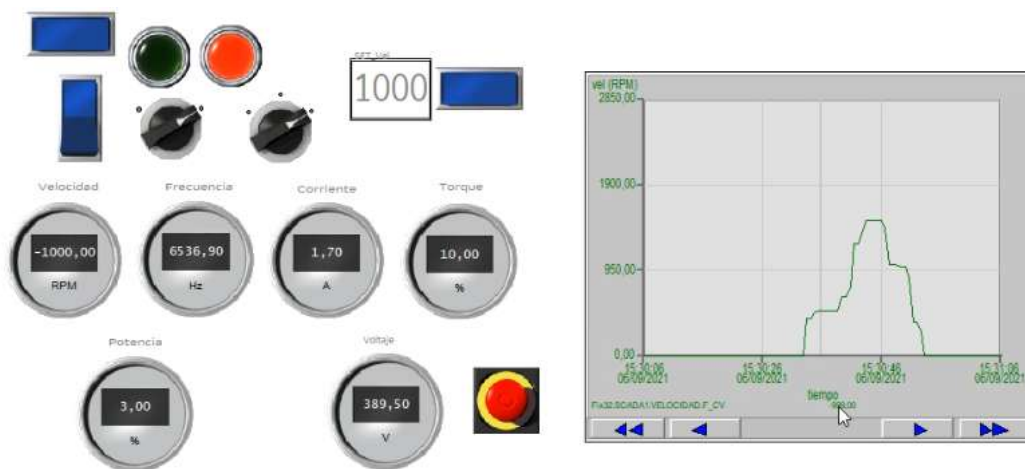 SET_Vel
1000
Velocidad
-1000,00
RPM
Frecuencia
6536,90
Hz
Corriente
1,70
A
Torque
10,00
%
Potencia
3,00
%
Voltaje
389,50
V
vel (RPM)
2850,00
1900,00
950,00
0,00
15:30:06
06/09/2021
15:30:26
06/09/2021
15:30:46
06/09/2021
15:31:06
06/09/2021
tiempo
Fix32.SCADA1.VELOCIDAD.F_CV